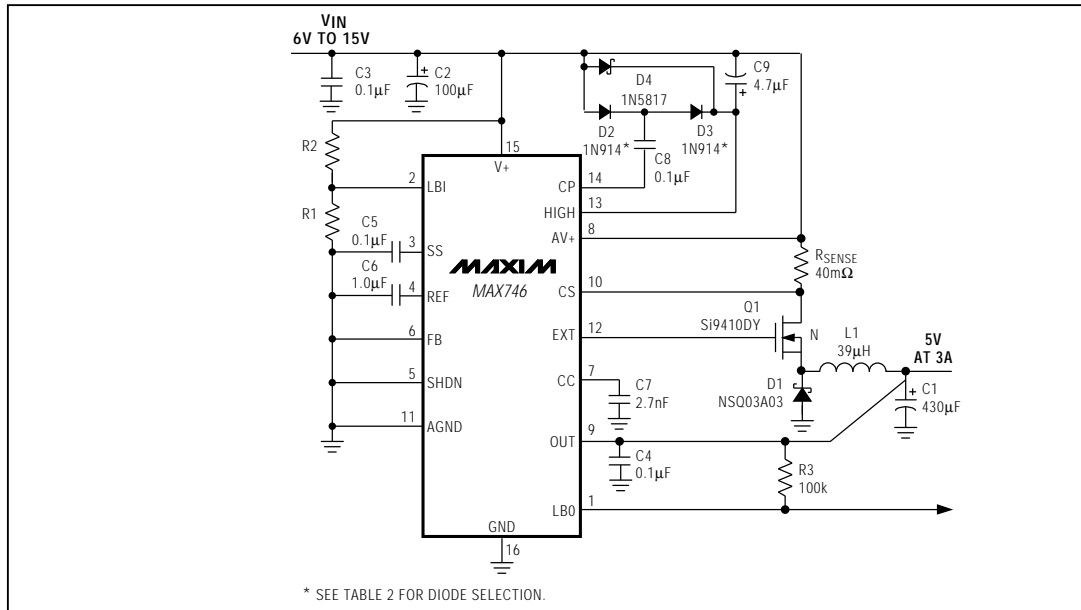 VIN
6V TO 15V
C3
0.1µF
C2
100µF
D4
1N5817
C9
4.7µF
D2
1N914*
D3
1N914*
C8
0.1µF
R2
15
V+
2
LBI
CP
14
HIGH
13
R1
AV+
8
C5
0.1µF
3
SS
RSENSE
40mΩ
MAXIM
MAX746
C6
1.0µF
4
REF
CS
10
Q1
Si9410DY
N
EXT
12
L1
39µH
5V
AT 3A
6
FB
5
SHDN
CC
7
C7
2.7nF
D1
NSQ03A03
C1
430µF
11
AGND
OUT
9
C4
0.1µF
R3
100k
LB0
1
GND
16
* SEE TABLE 2 FOR DIODE SELECTION.